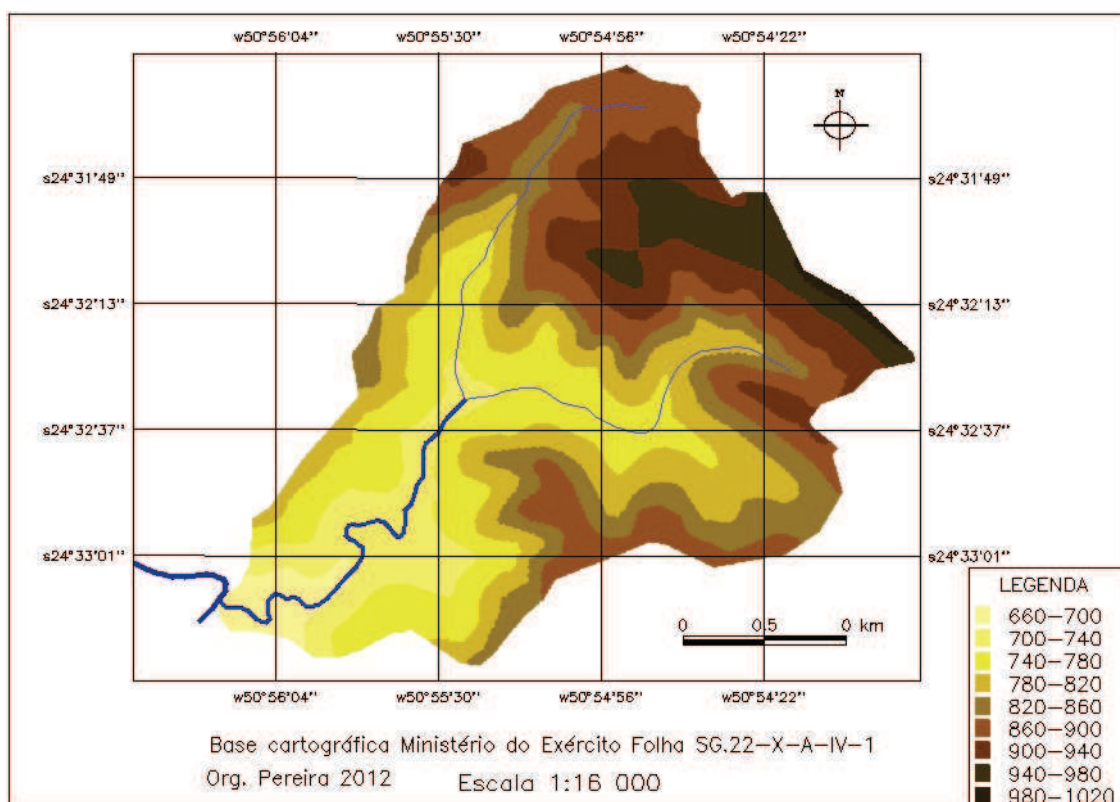 w50°56'04" w50°55'30" w50°54'56" w50°54'22"
N
s24°31'49" s24°31'49"
s24°32'13" s24°32'13"
s24°32'37" s24°32'37"
s24°33'01" s24°33'01"
LEGENDA
660-700
700-740
740-780
780-820
820-860
860-900
900-940
940-980
980-1020
0 0.5 0 km
w50°56'04" w50°55'30" w50°54'56" w50°54'22"
Base cartográfica Ministério do Exército Folha SG.22-X-A-IV-1
Org. Pereira 2012 Escala 1:16 000